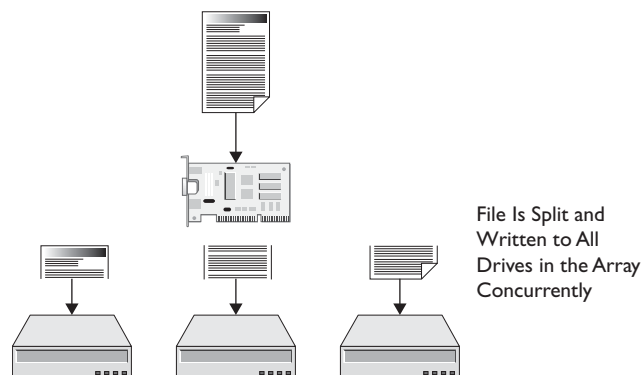 File Is Split and
Written to All
Drives in the Array
Concurrently